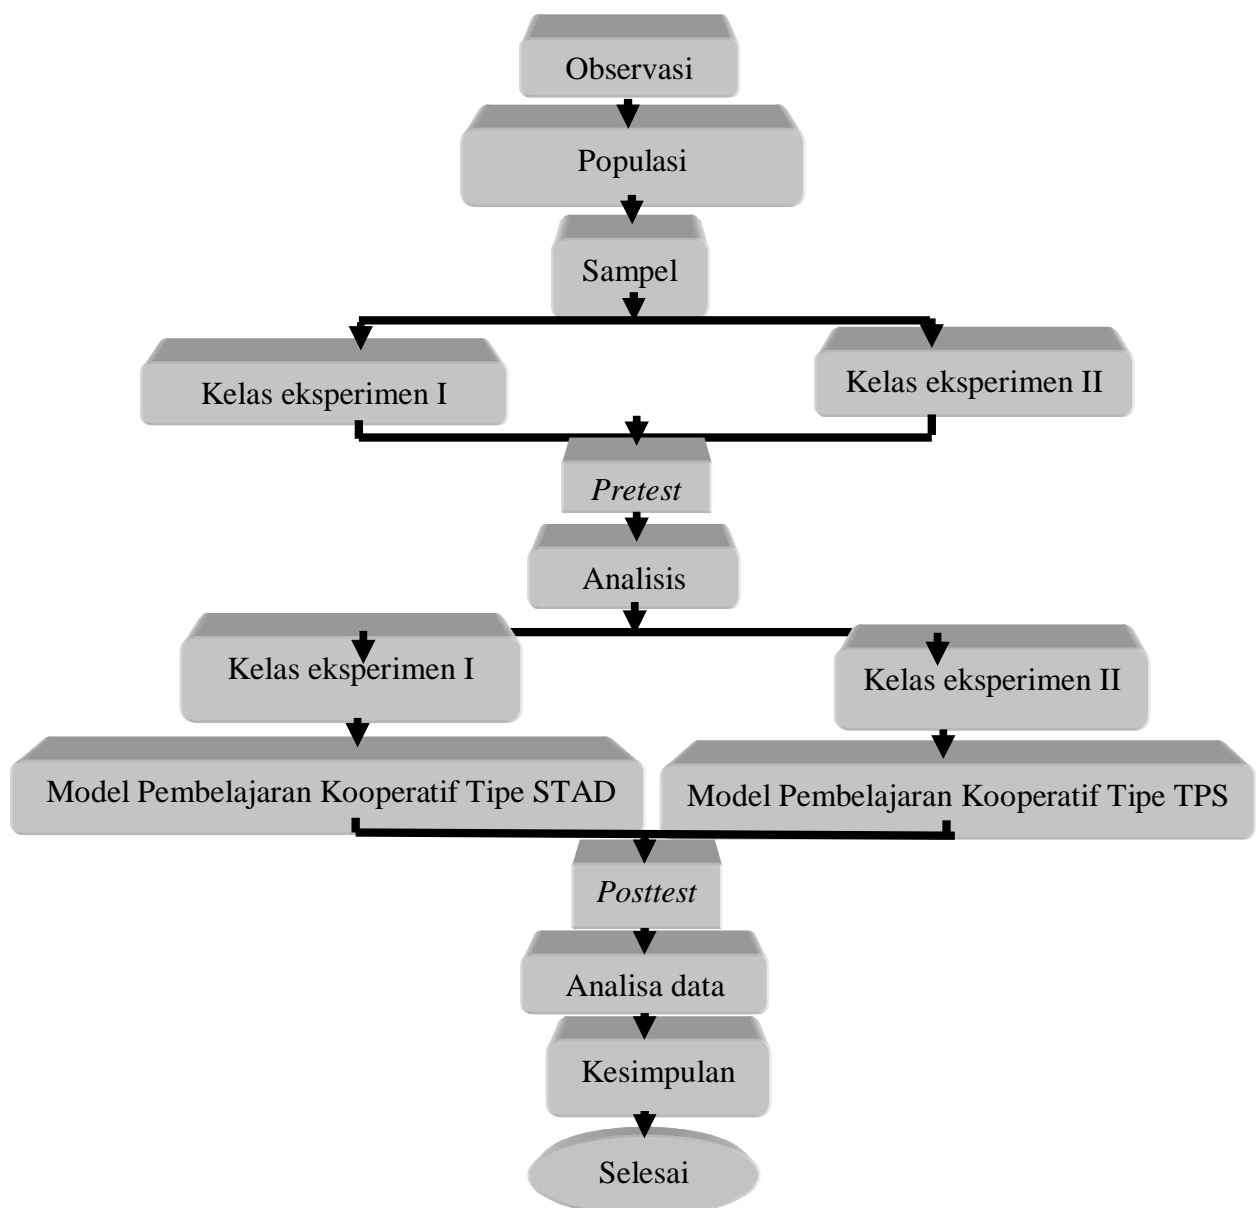 Observasi
Populasi
Sampel
Kelas eksperimen I
Kelas eksperimen II
Pretest
Analisis
Kelas eksperimen I
Kelas eksperimen II
Model Pembelajaran Kooperatif Tipe STAD
Model Pembelajaran Kooperatif Tipe TPS
Posttest
Analisa data
Kesimpulan
Selesai